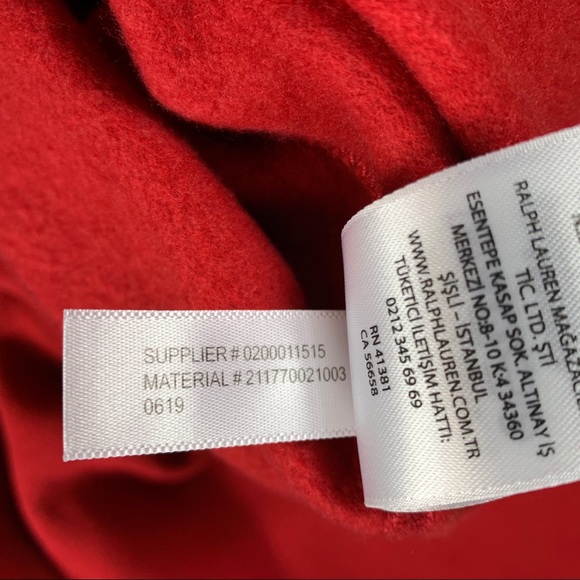 SUPPLIER # 0200011515
MATERIAL # 211770021003
0619
RALPH LAUREN MAĞAZAC
TİC. LTD. ŞTİ
ESENTEPE KASAP SOK. ALTINAY İŞ
MERKEZİ NO:8-10 K:4 34360
ŞİŞLİ – İSTANBUL
WWW.RALPHLAUREN.COM.TR
TÜKETİCİ İLETİŞİM HATTI:
0212 345 69 69
RN 41381
CA 56658